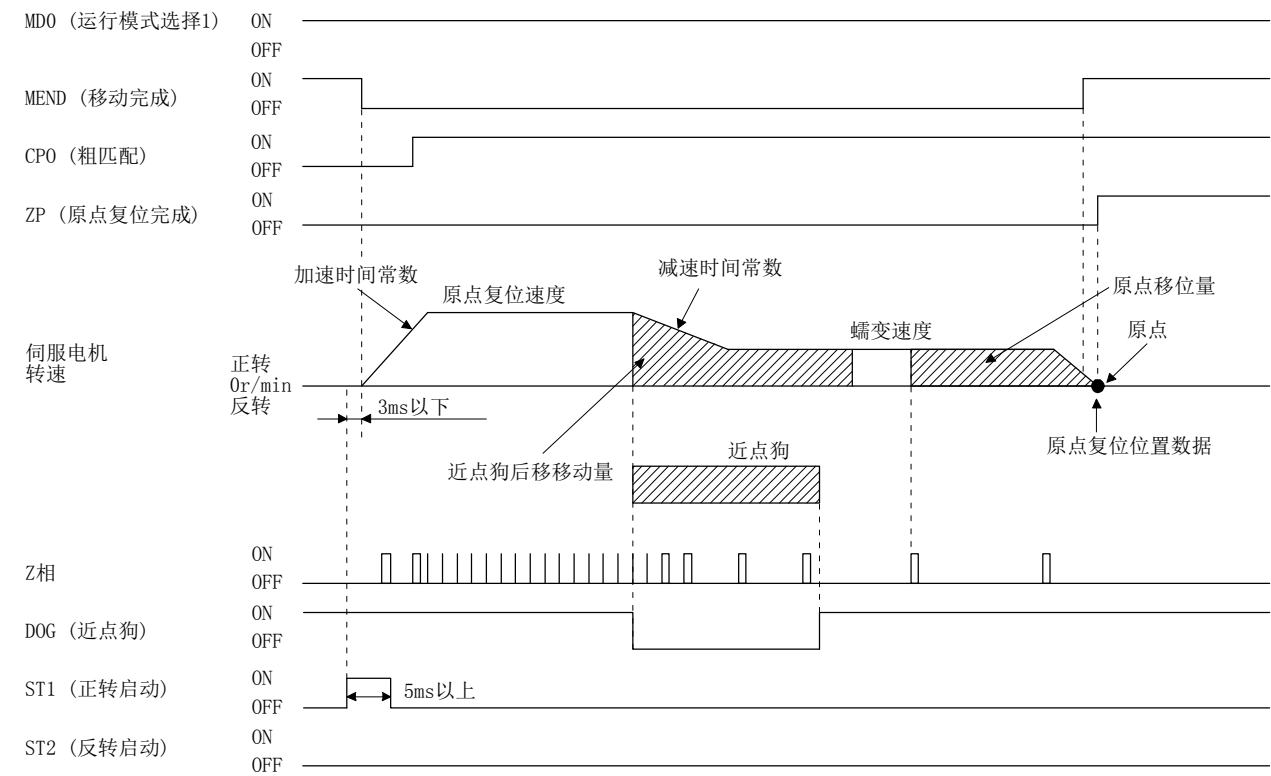 MD0 (运行模式选择1) ON
OFF
MEND (移动完成) ON
OFF
CPO (粗匹配) ON
OFF
ZP (原点复位完成) ON
OFF
加速时间常数
原点复位速度
减速时间常数
蠕变速度
原点移位量
原点
伺服电机
转速
正转
0r/min
反转
3ms以下
近点狗后移移动量
近点狗
原点复位位置数据
Z相 ON
OFF
DOG (近点狗) ON
OFF
ST1 (正转启动) ON
OFF
5ms以上
ST2 (反转启动) ON
OFF